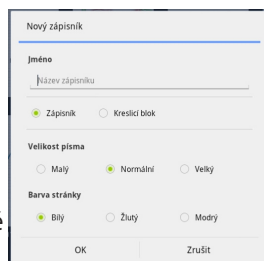 Nový zápisník
Jméno
Název zápisníku
Zápisník Kreslicí blok
Velikost písma
Malý Normální Velký
Barva stránky
Bílý Žlutý Modrý
OK Zrušit